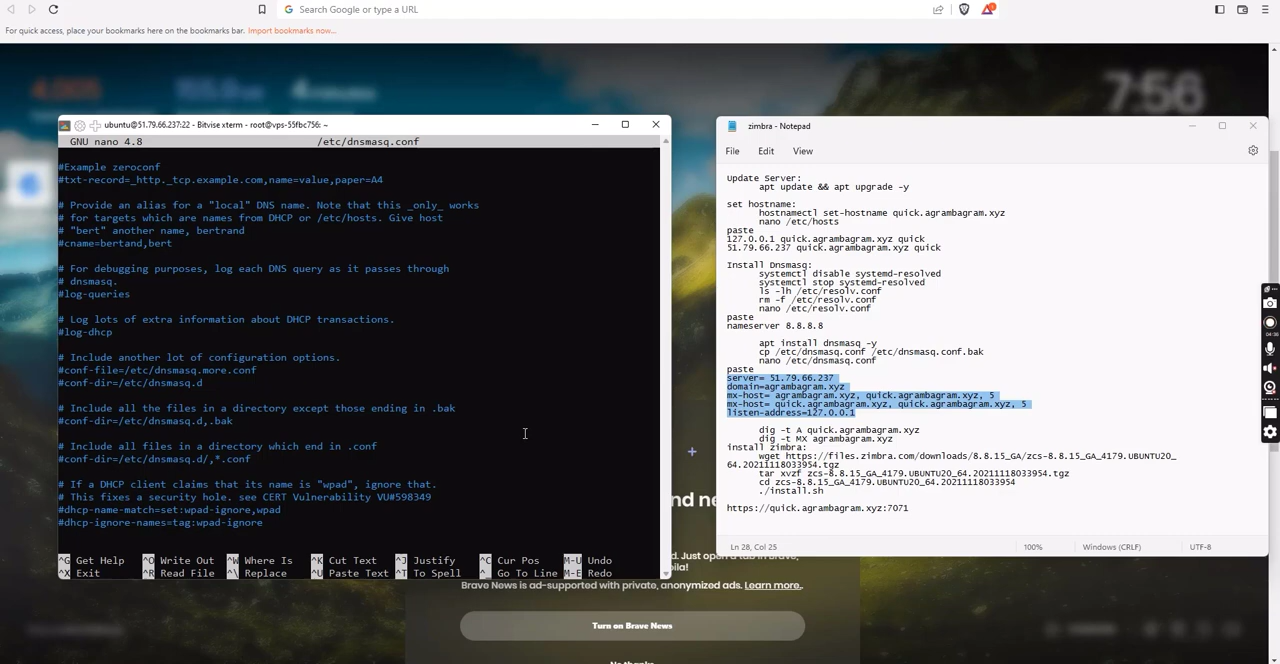 Search Google or type a URL
For quick access, place your bookmarks here on the bookmarks bar. Import bookmarks now...
7:56
ubuntu@51.79.66.237:22 - Bitvise xterm - root@vps-55fbc756: ~
GNU nano 4.8 /etc/dnsmasq.conf
#Example zeroconf
#txt-record=_http._tcp.example.com,name=value,paper=A4
# Provide an alias for a "local" DNS name. Note that this _only_ works
# for targets which are names from DHCP or /etc/hosts. Give host
# "bert" another name, bertrand
#cname=bertand,bert
# For debugging purposes, log each DNS query as it passes through
# dnsmasq.
#log-queries
# Log lots of extra information about DHCP transactions.
#log-dhcp
# Include another lot of configuration options.
#conf-file=/etc/dnsmasq.more.conf
#conf-dir=/etc/dnsmasq.d
# Include all the files in a directory except those ending in .bak
#conf-dir=/etc/dnsmasq.d,.bak
# Include all files in a directory which end in .conf
#conf-dir=/etc/dnsmasq.d/,*.conf
# If a DHCP client claims that its name is "wpad", ignore that.
# This fixes a security hole. see CERT Vulnerability VU#598349
#dhcp-name-match=set:wpad-ignore,wpad
#dhcp-ignore-names=tag:wpad-ignore
^G Get Help ^O Write Out ^W Where Is ^K Cut Text ^J Justify ^C Cur Pos M-U Undo
^X Exit ^R Read File ^\ Replace ^U Paste Text ^T To Spell ^_ Go To Line M-E Redo
zimbra - Notepad
File Edit View
Update Server:
apt update && apt upgrade -y
set hostname:
hostnamectl set-hostname quick.agrambagram.xyz
nano /etc/hosts
paste
127.0.0.1 quick.agrambagram.xyz quick
51.79.66.237 quick.agrambagram.xyz quick
Install Dnsmasq:
systemctl disable systemd-resolved
systemctl stop systemd-resolved
ls -lh /etc/resolv.conf
rm -f /etc/resolv.conf
nano /etc/resolv.conf
paste
nameserver 8.8.8.8
apt install dnsmasq -y
cp /etc/dnsmasq.conf /etc/dnsmasq.conf.bak
nano /etc/dnsmasq.conf
paste
server= 51.79.66.237
domain=agrambagram.xyz
mx-host= agrambagram.xyz, quick.agrambagram.xyz, 5
mx-host= quick.agrambagram.xyz, quick.agrambagram.xyz, 5
listen-address=127.0.0.1
dig -t A quick.agrambagram.xyz
dig -t MX agrambagram.xyz
install zimbra:
wget https://files.zimbra.com/downloads/8.8.15_GA/zcs-8.8.15_GA_4179.UBUNTU20_
64.20211118033954.tgz
tar xvzf zcs-8.8.15_GA_4179.UBUNTU20_64.20211118033954.tgz
cd zcs-8.8.15_GA_4179.UBUNTU20_64.20211118033954
./install.sh
https://quick.agrambagram.xyz:7071
Ln 28, Col 25 100% Windows (CRLF) UTF-8
Brave News is ad-supported with private, anonymized ads. Learn more.
Turn on Brave News